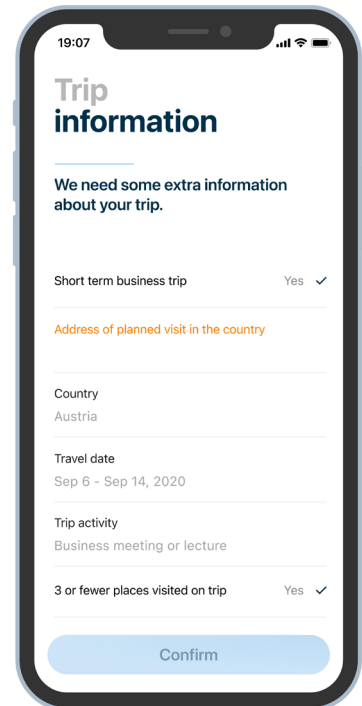 19:07
Trip
information
We need some extra information
about your trip.
Short term business trip Yes
Address of planned visit in the country
Country
Austria
Travel date
Sep 6 - Sep 14, 2020
Trip activity
Business meeting or lecture
3 or fewer places visited on trip Yes
Confirm